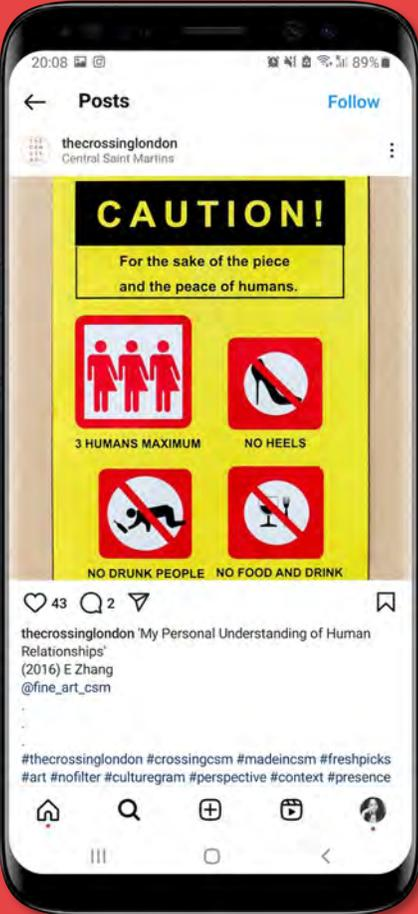 20:08 89%
Posts Follow
thecrossinglondon
Central Saint Martins
CAUTION!
For the sake of the piece
and the peace of humans.
3 HUMANS MAXIMUM NO HEELS
NO DRUNK PEOPLE NO FOOD AND DRINK
43 2
thecrossinglondon 'My Personal Understanding of Human
Relationships'
(2016) E Zhang
@fine_art_csm
.
.
.
#thecrossinglondon #crossingcsm #madeincsm #freshpicks
#art #nofilter #culturegram #perspective #context #presence